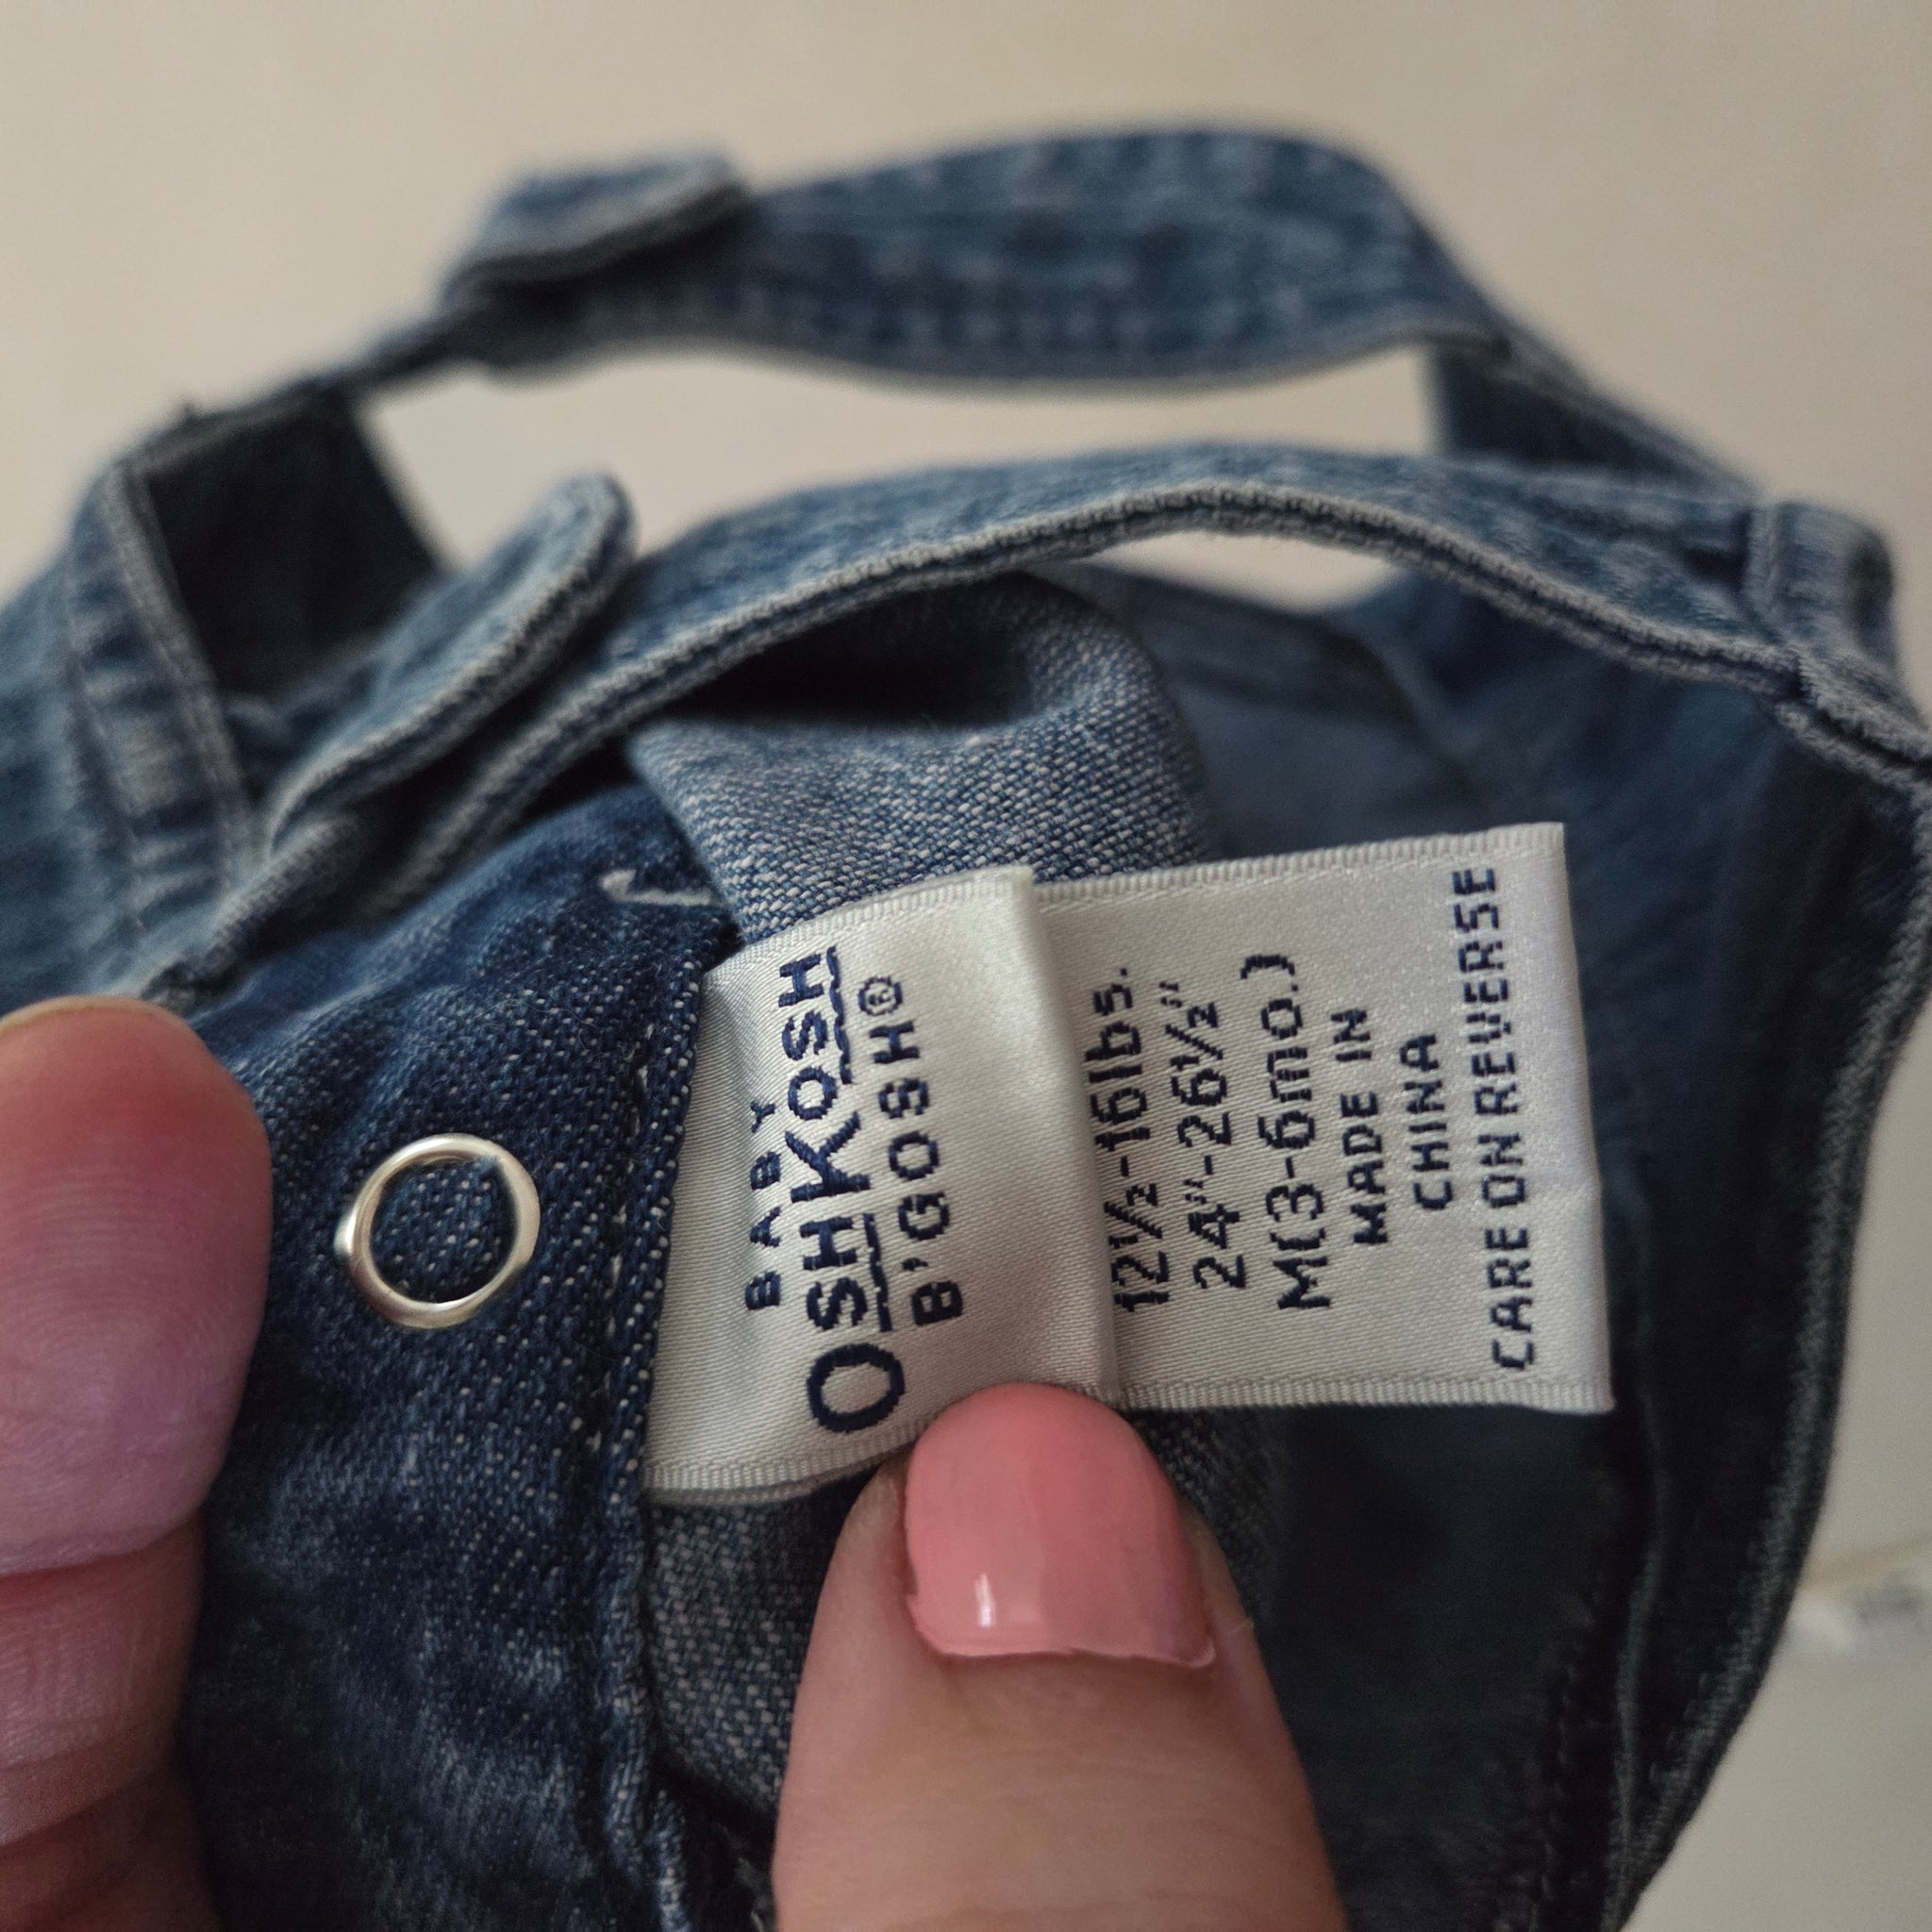 BABY
OSHKOSH
B'GOSH®
12½-16lbs.
24"-26½"
M(3-6mo.)
MADE IN
CHINA
CARE ON REVERSE